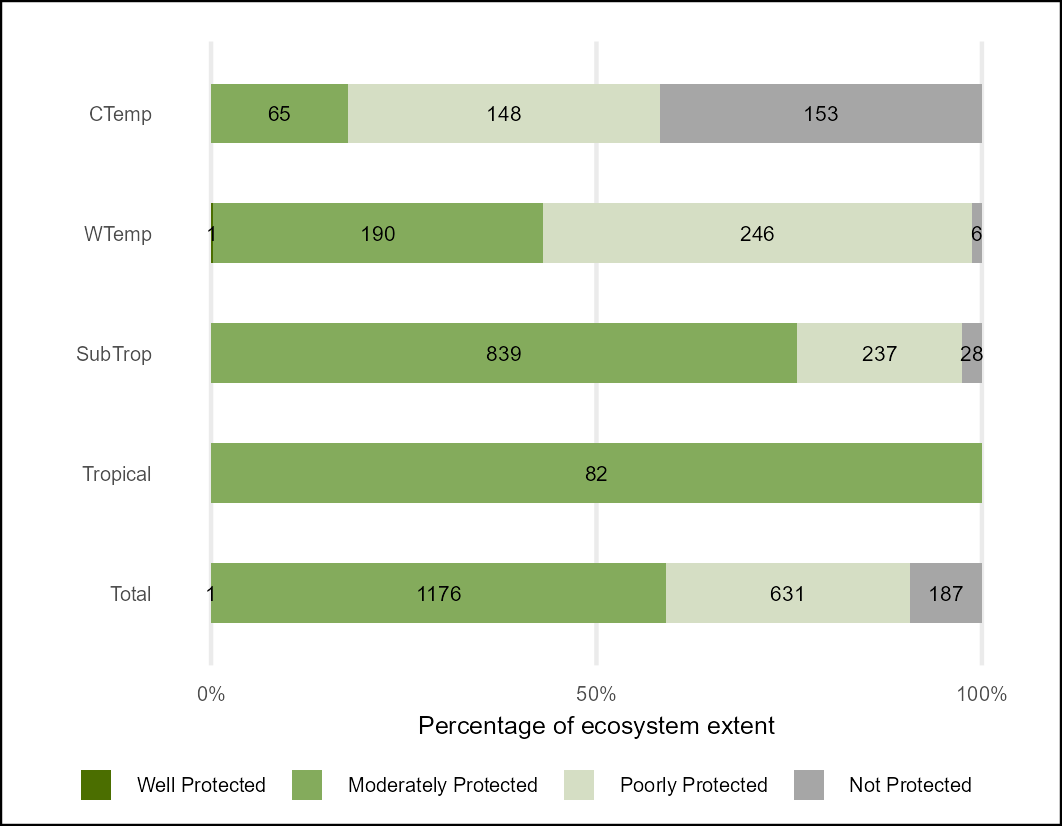 CTemp 65 148 153
WTemp 1 190 246 6
SubTrop 839 237 28
Tropical 82
Total 1 1176 631 187
0% 50% 100%
Percentage of ecosystem extent
Well Protected Moderately Protected Poorly Protected Not Protected